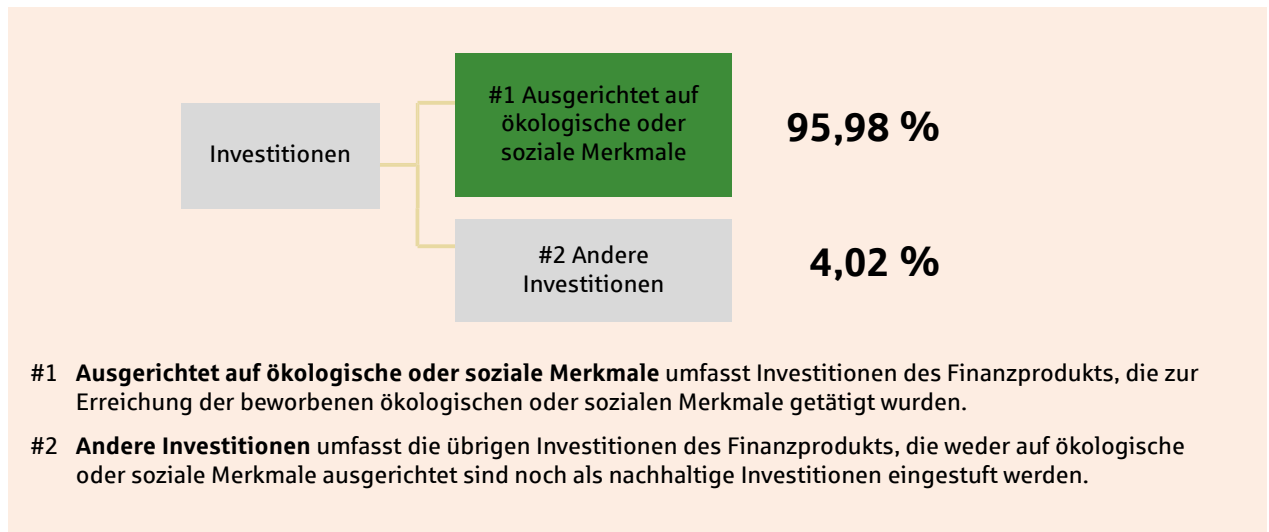 #1 Ausgerichtet auf
ökologische oder
soziale Merkmale
95,98 %
Investitionen
#2 Andere
Investitionen
4,02 %
#1 Ausgerichtet auf ökologische oder soziale Merkmale umfasst Investitionen des Finanzprodukts, die zur
Erreichung der beworbenen ökologischen oder sozialen Merkmale getätigt wurden.
#2 Andere Investitionen umfasst die übrigen Investitionen des Finanzprodukts, die weder auf ökologische
oder soziale Merkmale ausgerichtet sind noch als nachhaltige Investitionen eingestuft werden.